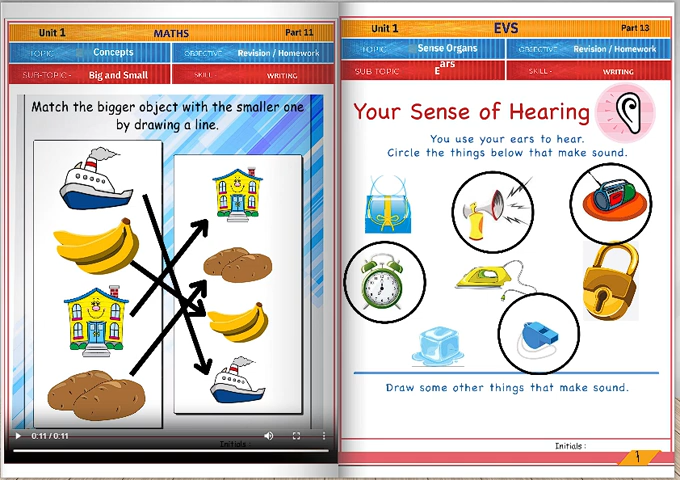 Unit 1 MATHS Part 11
TOPIC Concepts OBJECTIVE Revision / Homework
SUB-TOPIC - Big and Small SKILL - WRITING
Match the bigger object with the smaller one
by drawing a line.
0:11 / 0:11
Initials :
Unit 1 EVS Part 13
TOPIC Sense Organs OBJECTIVE Revision / Homework
SUB TOPIC Ears SKILL - WRITING
Your Sense of Hearing
You use your ears to hear.
Circle the things below that make sound.
Draw some other things that make sound.
Initials :
1